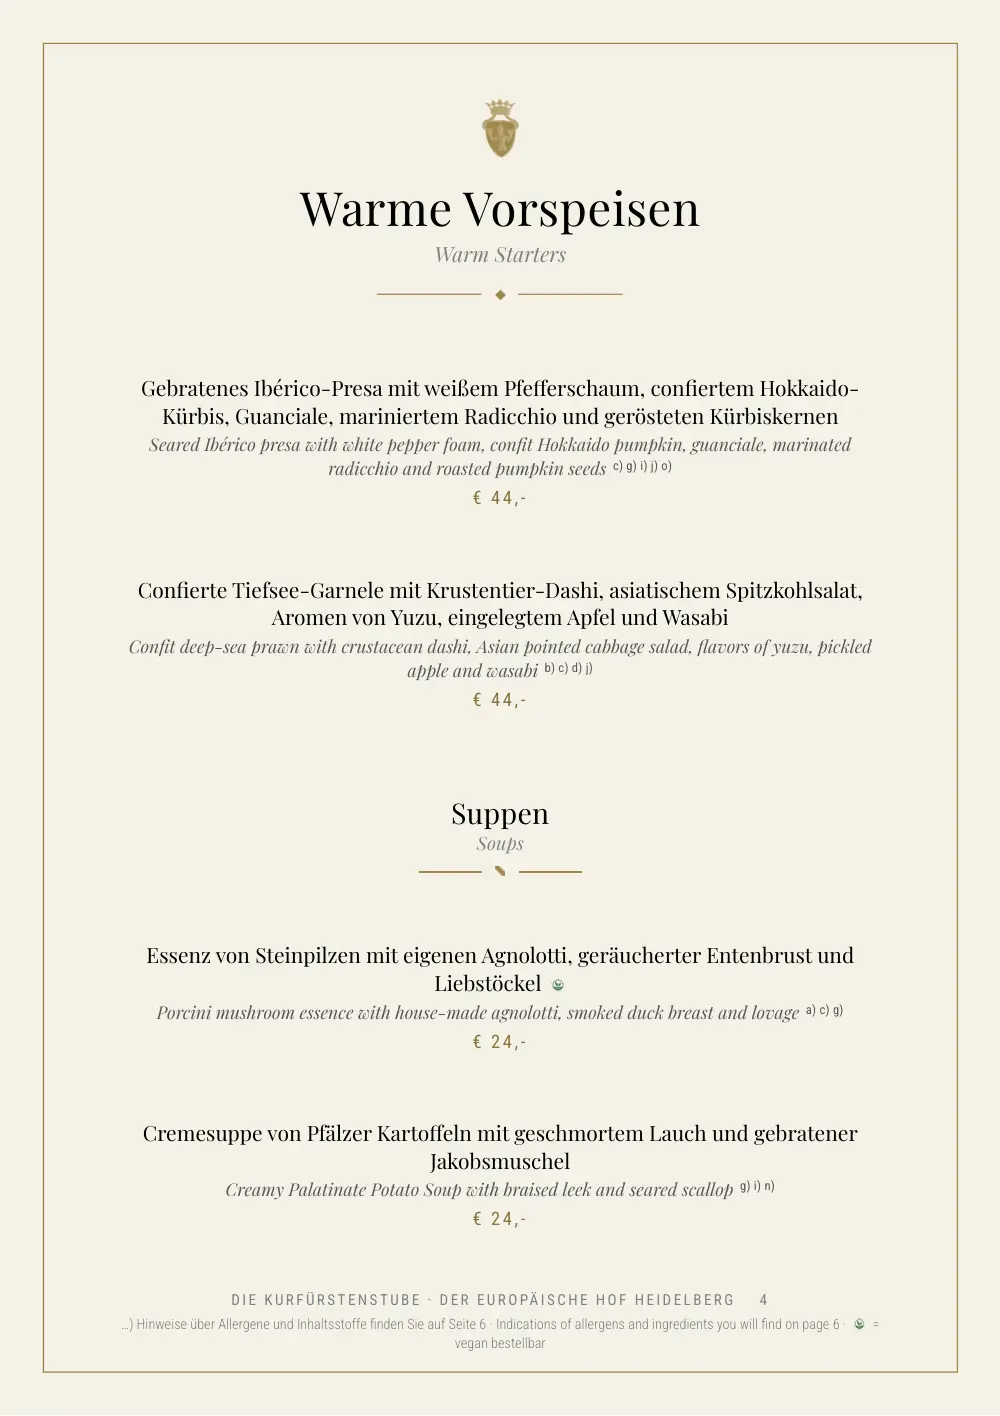 Warme Vorspeisen
Warm Starters
Gebratenes Ibérico-Presa mit weißem Pfefferschaum, confiertem Hokkaido-
Kürbis, Guanciale, mariniertem Radicchio und gerösteten Kürbiskernen
Seared Ibérico presa with white pepper foam, confit Hokkaido pumpkin, guanciale, marinated
radicchio and roasted pumpkin seeds c) g) i) j) o)
€ 44,-
Confierte Tiefsee-Garnele mit Krustentier-Dashi, asiatischem Spitzkohlsalat,
Aromen von Yuzu, eingelegtem Apfel und Wasabi
Confit deep-sea prawn with crustacean dashi, Asian pointed cabbage salad, flavors of yuzu, pickled
apple and wasabi b) c) d) j)
€ 44,-
Suppen
Soups
Essenz von Steinpilzen mit eigenen Agnolotti, geräucherter Entenbrust und
Liebstöckel
Porcini mushroom essence with house-made agnolotti, smoked duck breast and lovage a) c) g)
€ 24,-
Cremesuppe von Pfälzer Kartoffeln mit geschmortem Lauch und gebratener
Jakobsmuschel
Creamy Palatinate Potato Soup with braised leek and seared scallop g) i) n)
€ 24,-
DIE KURFÜRSTENSTUBE · DER EUROPÄISCHE HOF HEIDELBERG 4
...) Hinweise über Allergene und Inhaltsstoffe finden Sie auf Seite 6 · Indications of allergens and ingredients you will find on page 6 · =
vegan bestellbar